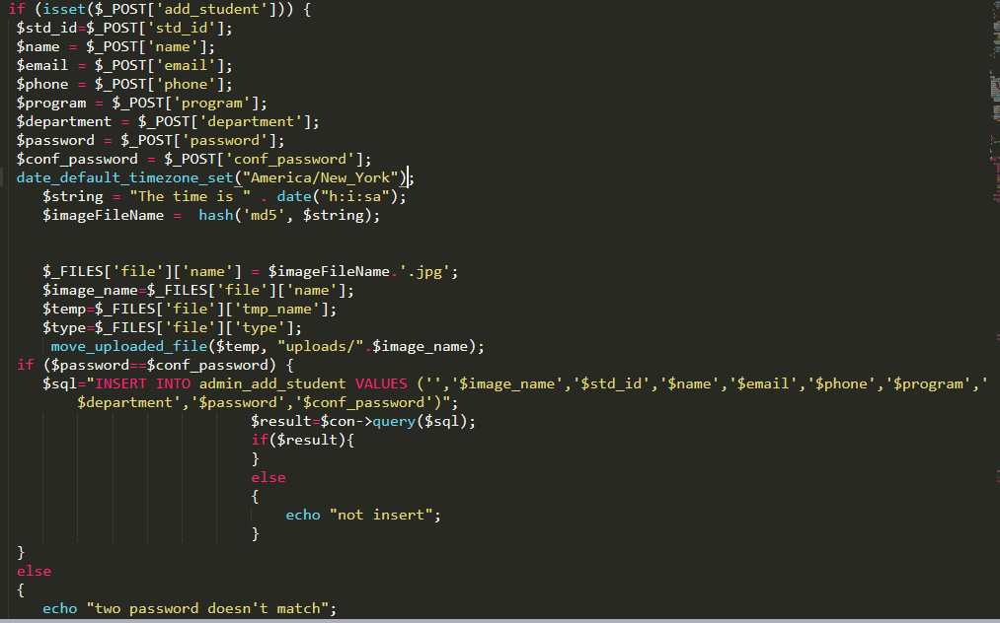 if (isset($_POST['add_student'])) {
$std_id=$_POST['std_id'];
$name = $_POST['name'];
$email = $_POST['email'];
$phone = $_POST['phone'];
$program = $_POST['program'];
$department = $_POST['department'];
$password = $_POST['password'];
$conf_password = $_POST['conf_password'];
date_default_timezone_set("America/New_York");
$string = "The time is " . date("h:i:sa");
$imageFileName =  hash('md5', $string);
$_FILES['file']['name'] = $imageFileName.'.jpg';
$image_name=$_FILES['file']['name'];
$temp=$_FILES['file']['tmp_name'];
$type=$_FILES['file']['type'];
move_uploaded_file($temp, "uploads/".$image_name);
if ($password==$conf_password) {
$sql="INSERT INTO admin_add_student VALUES ('','$image_name','$std_id','$name','$email','$phone','$program','
$department','$password','$conf_password')";
$result=$con->query($sql);
if($result){
}
else
{
echo "not insert";
}
}
else
{
echo "two password doesn't match";